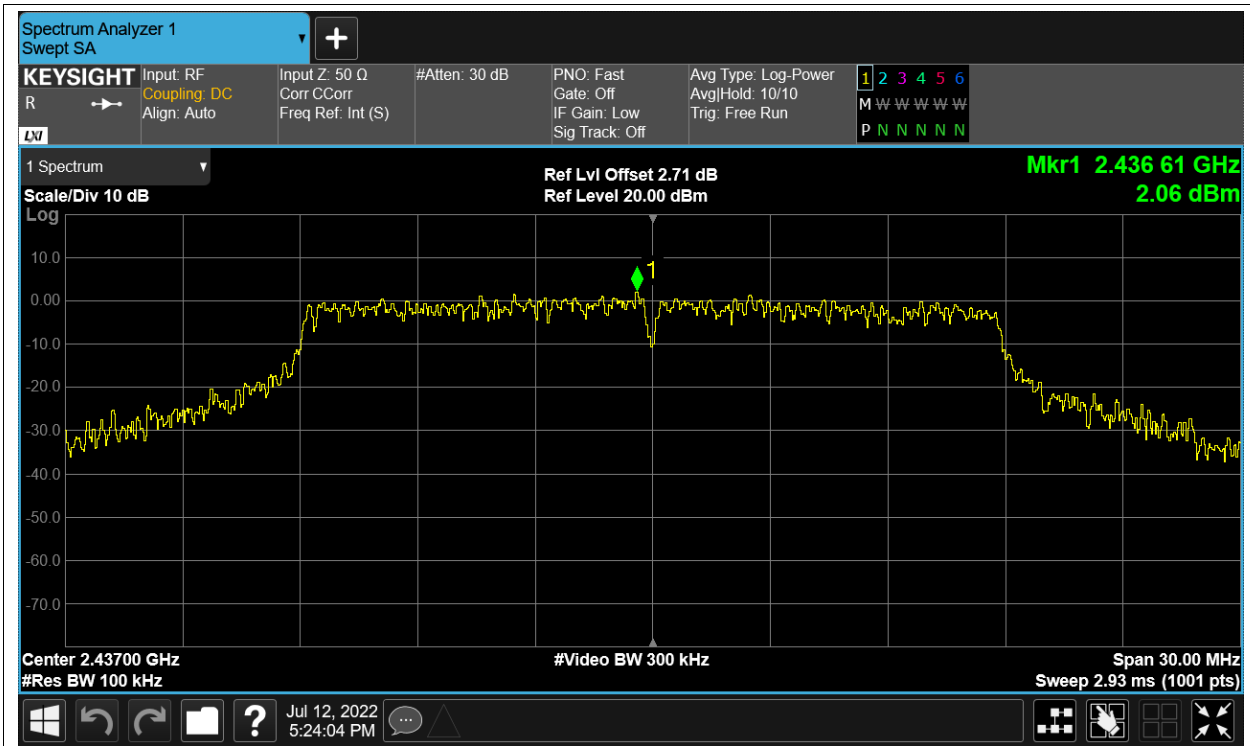 Spectrum Analyzer 1
Swept SA
KEYSIGHT
R
LXI
Input: RF
Coupling: DC
Align: Auto
Input Z: 50 Ω
Corr CCorr
Freq Ref: Int (S)
#Atten: 30 dB
PNO: Fast
Gate: Off
IF Gain: Low
Sig Track: Off
Avg Type: Log-Power
Avg|Hold: 10/10
Trig: Free Run
1 2 3 4 5 6
M W W W W W
P N N N N N
1 Spectrum
Scale/Div 10 dB
Ref Lvl Offset 2.71 dB
Ref Level 20.00 dBm
Mkr1 2.436 61 GHz
2.06 dBm
Log
10.0
0.00
-10.0
-20.0
-30.0
-40.0
-50.0
-60.0
-70.0
1
Center 2.43700 GHz
#Res BW 100 kHz
#Video BW 300 kHz
Span 30.00 MHz
Sweep 2.93 ms (1001 pts)
?
Jul 12, 2022
5:24:04 PM